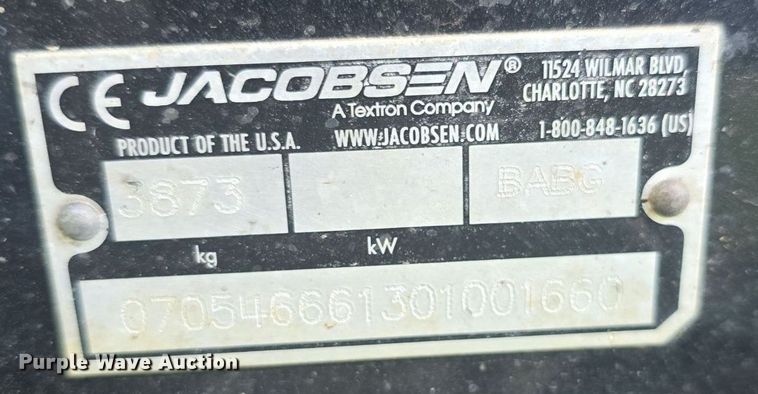 CE JACOBSEN® 11524 WILMAR BLVD,
CHARLOTTE, NC 28273
A Textron Company
PRODUCT OF THE U.S.A. WWW.JACOBSEN.COM 1-800-848-1636 (US)
3873 BABG
kg kW
0705466661301001660
Purple Wave Auction